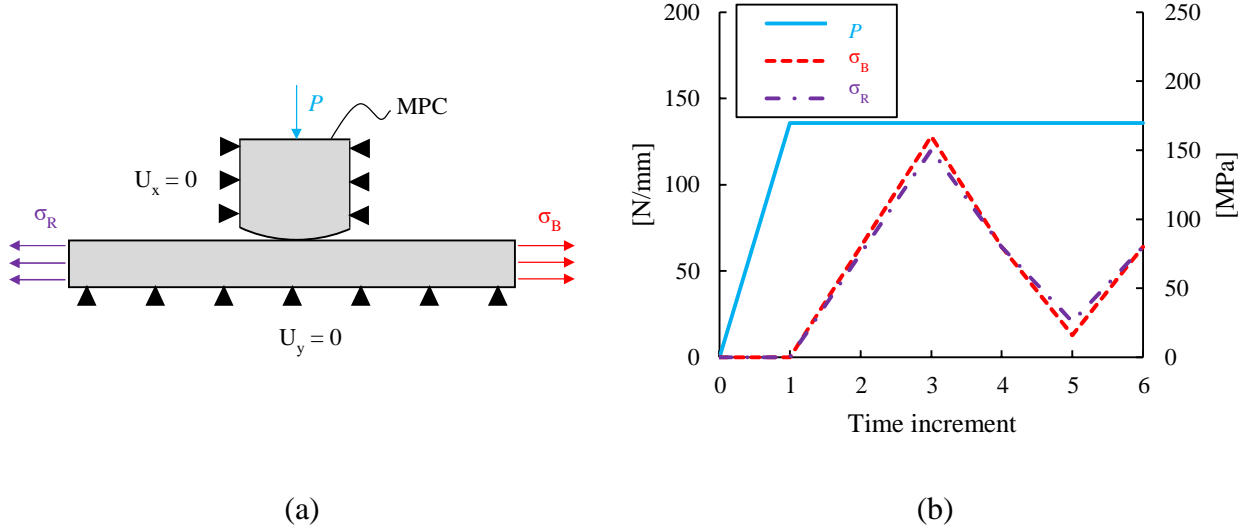 P
MPC
U_x = 0
σ_R
σ_B
U_y = 0
(a)
200
150
100
50
0
[N/mm]
P
σ_B
σ_R
250
200
150
100
50
0
[MPa]
0 1 2 3 4 5 6
Time increment
(b)